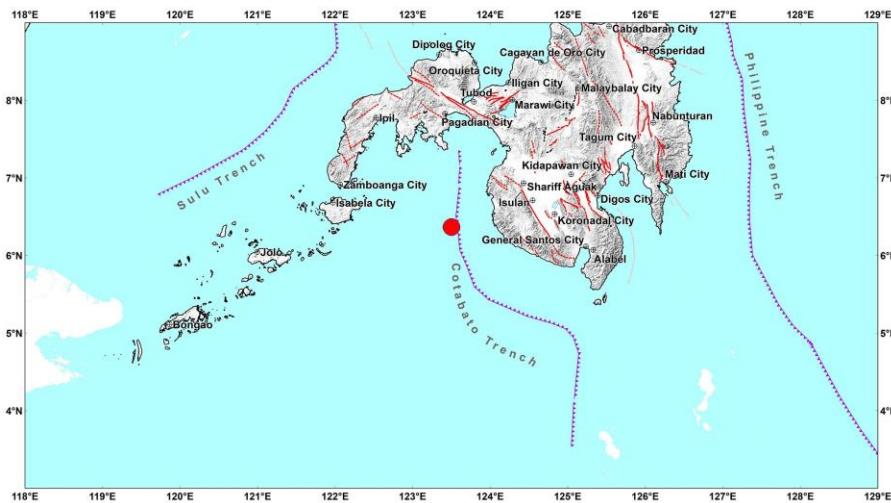 118°E 119°E 120°E 121°E 122°E 123°E 124°E 125°E 126°E 127°E 128°E 129°E
Cabadbaran City
Dipolog City
Cagayan de Oro City
Prosperidad
Oroquieta City
Iligan City
Malaybalay City
Tubod
8°N
Marawi City
8°N
Ipil
Pagadian City
Nabunturan
Tagum City
Philippine Trench
Sulu Trench
Kidapawan City
Mati City
7°N
Zamboanga City
Shariff Aguak
7°N
Isabela City
Isulan
Digos City
Koronadal City
General Santos City
6°N
Jolo
Alabel
6°N
Cotabato Trench
Bongao
5°N
5°N
4°N
4°N
118°E 119°E 120°E 121°E 122°E 123°E 124°E 125°E 126°E 127°E 128°E 129°E